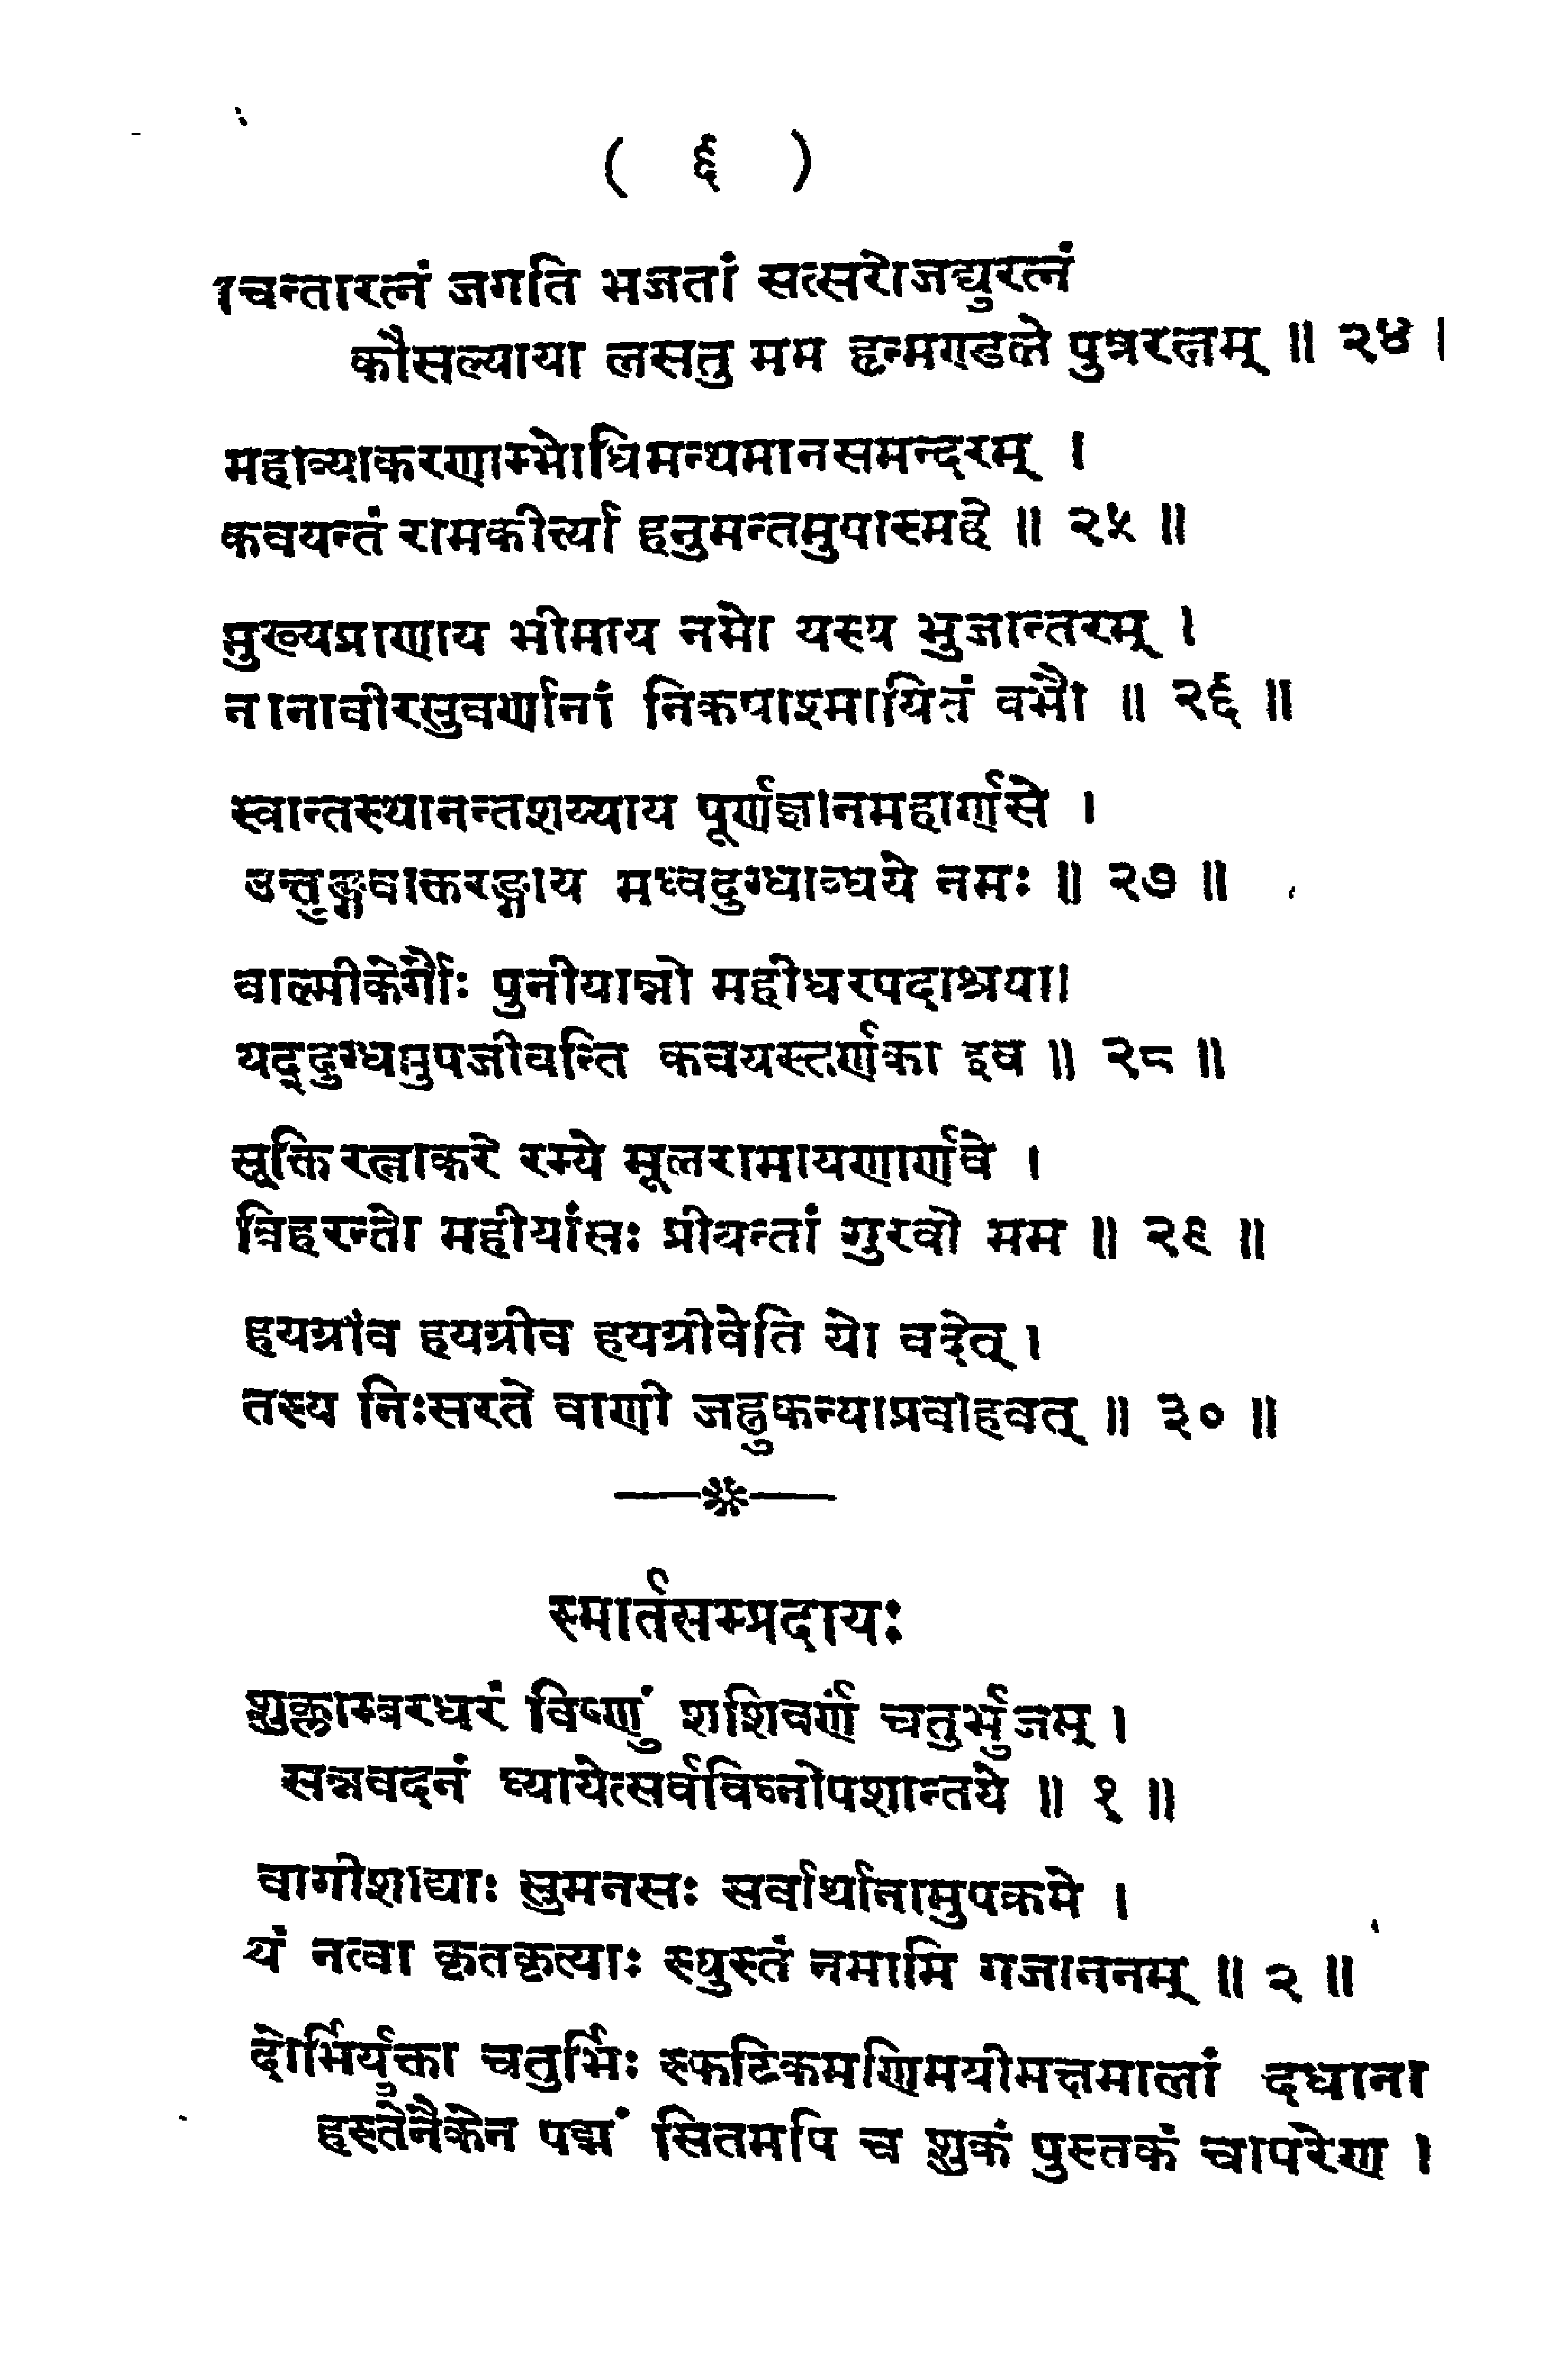 ( ६ )
चिन्तारत्नं जगति भजतां सत्सरोजद्युरत्नं
कौसल्याया लसतु मम हृन्मण्डले पुत्ररत्नम् ॥ २४ ।
महाव्याकरणाम्भोधिमन्थमानसमन्दरम् ।
कवयन्तं रामकीर्त्या हनुमन्तमुपास्महे ॥ २५ ॥
मुख्यप्राणाय भीमाय नमो यस्य भुजान्तरम् ।
नानावीरसुवर्णानां निकषाश्मायितं बभौ ॥ २६ ॥
स्वान्तस्थानन्तशय्याय पूर्णज्ञानमहार्णसे ।
उत्तुङ्गवाक्तरङ्गाय मध्वदुग्धाब्धये नमः ॥ २७ ॥
वाल्मीकेर्गौः पुनीयान्नो महीधरपदाश्रया।
यद्दुग्धमुपजीवन्ति कवयस्तर्णका इव ॥ २८ ॥
सूक्तिरत्नाकरे रम्ये मूलरामायणार्णवे ।
विहरन्तो महीयांसः प्रीयन्तां गुरवो मम ॥ २९ ॥
हयग्रीव हयग्रीव हयग्रीवेति यो वदेत् ।
तस्य निःसरते वाणी जह्नुकन्याप्रवाहवत् ॥ ३० ॥
स्मार्तसम्प्रदायः
शुक्लाम्बरधरं विष्णुं शशिवर्णं चतुर्भुजम् ।
सन्नवदनं ध्यायेत्सर्वविघ्नोपशान्तये ॥ १ ॥
वागीशाद्याः सुमनसः सर्वार्थानामुपक्रमे ।
यं नत्वा कृतकृत्याः स्युस्तं नमामि गजाननम् ॥ २ ॥
दोर्भिर्युक्ता चतुर्भिः स्फटिकमणिमयीमक्षमालां दधाना
हस्तेनैकेन पद्मं सितमपि च शुकं पुस्तकं चापरेण ।